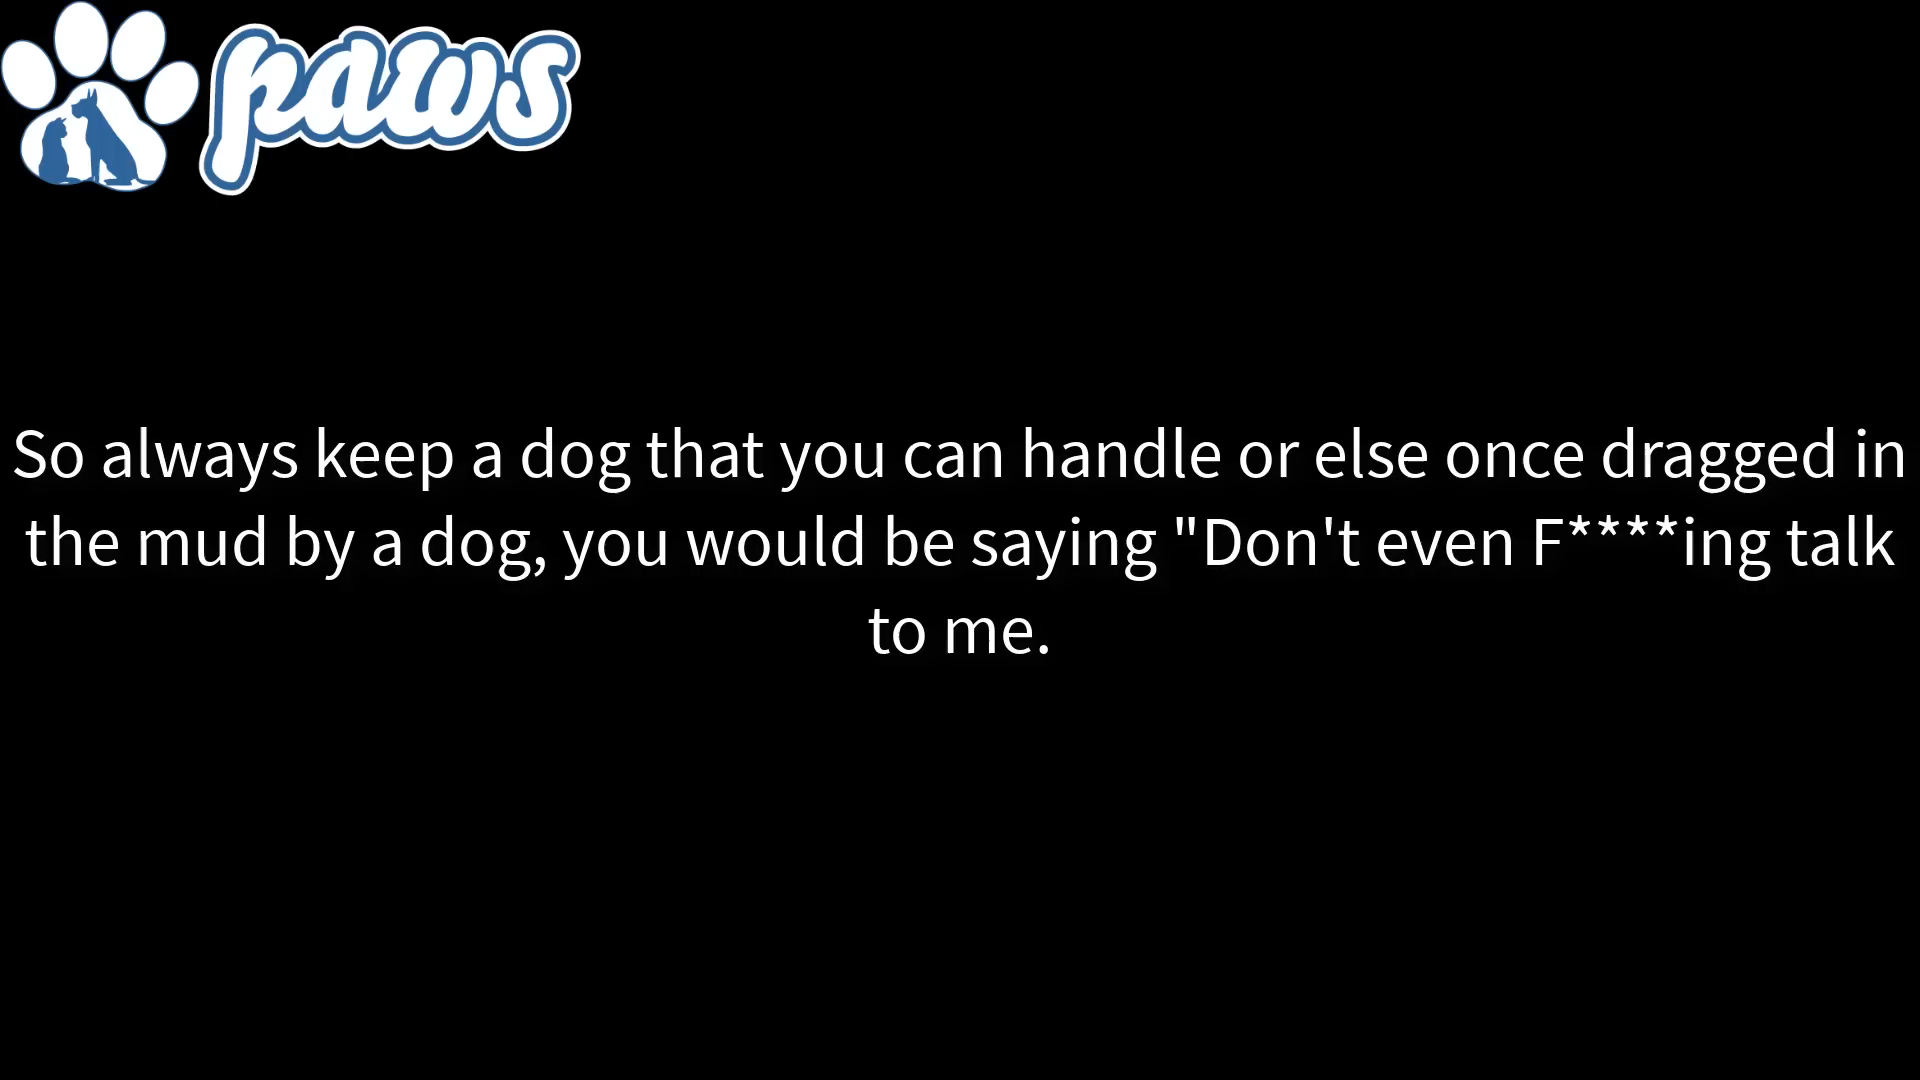 paws
So always keep a dog that you can handle or else once dragged in
the mud by a dog, you would be saying "Don't even F****ing talk
to me.